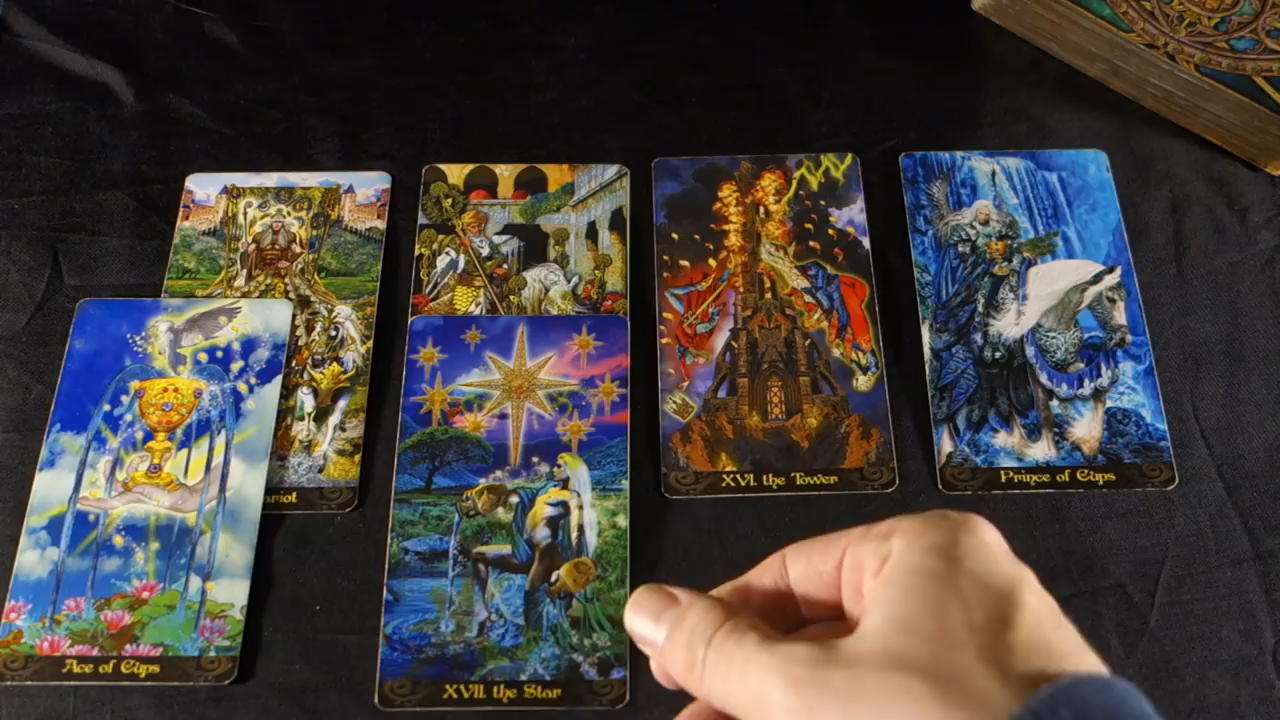 XVI. the Tower
Prince of Cups
ariot
Ace of Cups
XVII. the Star